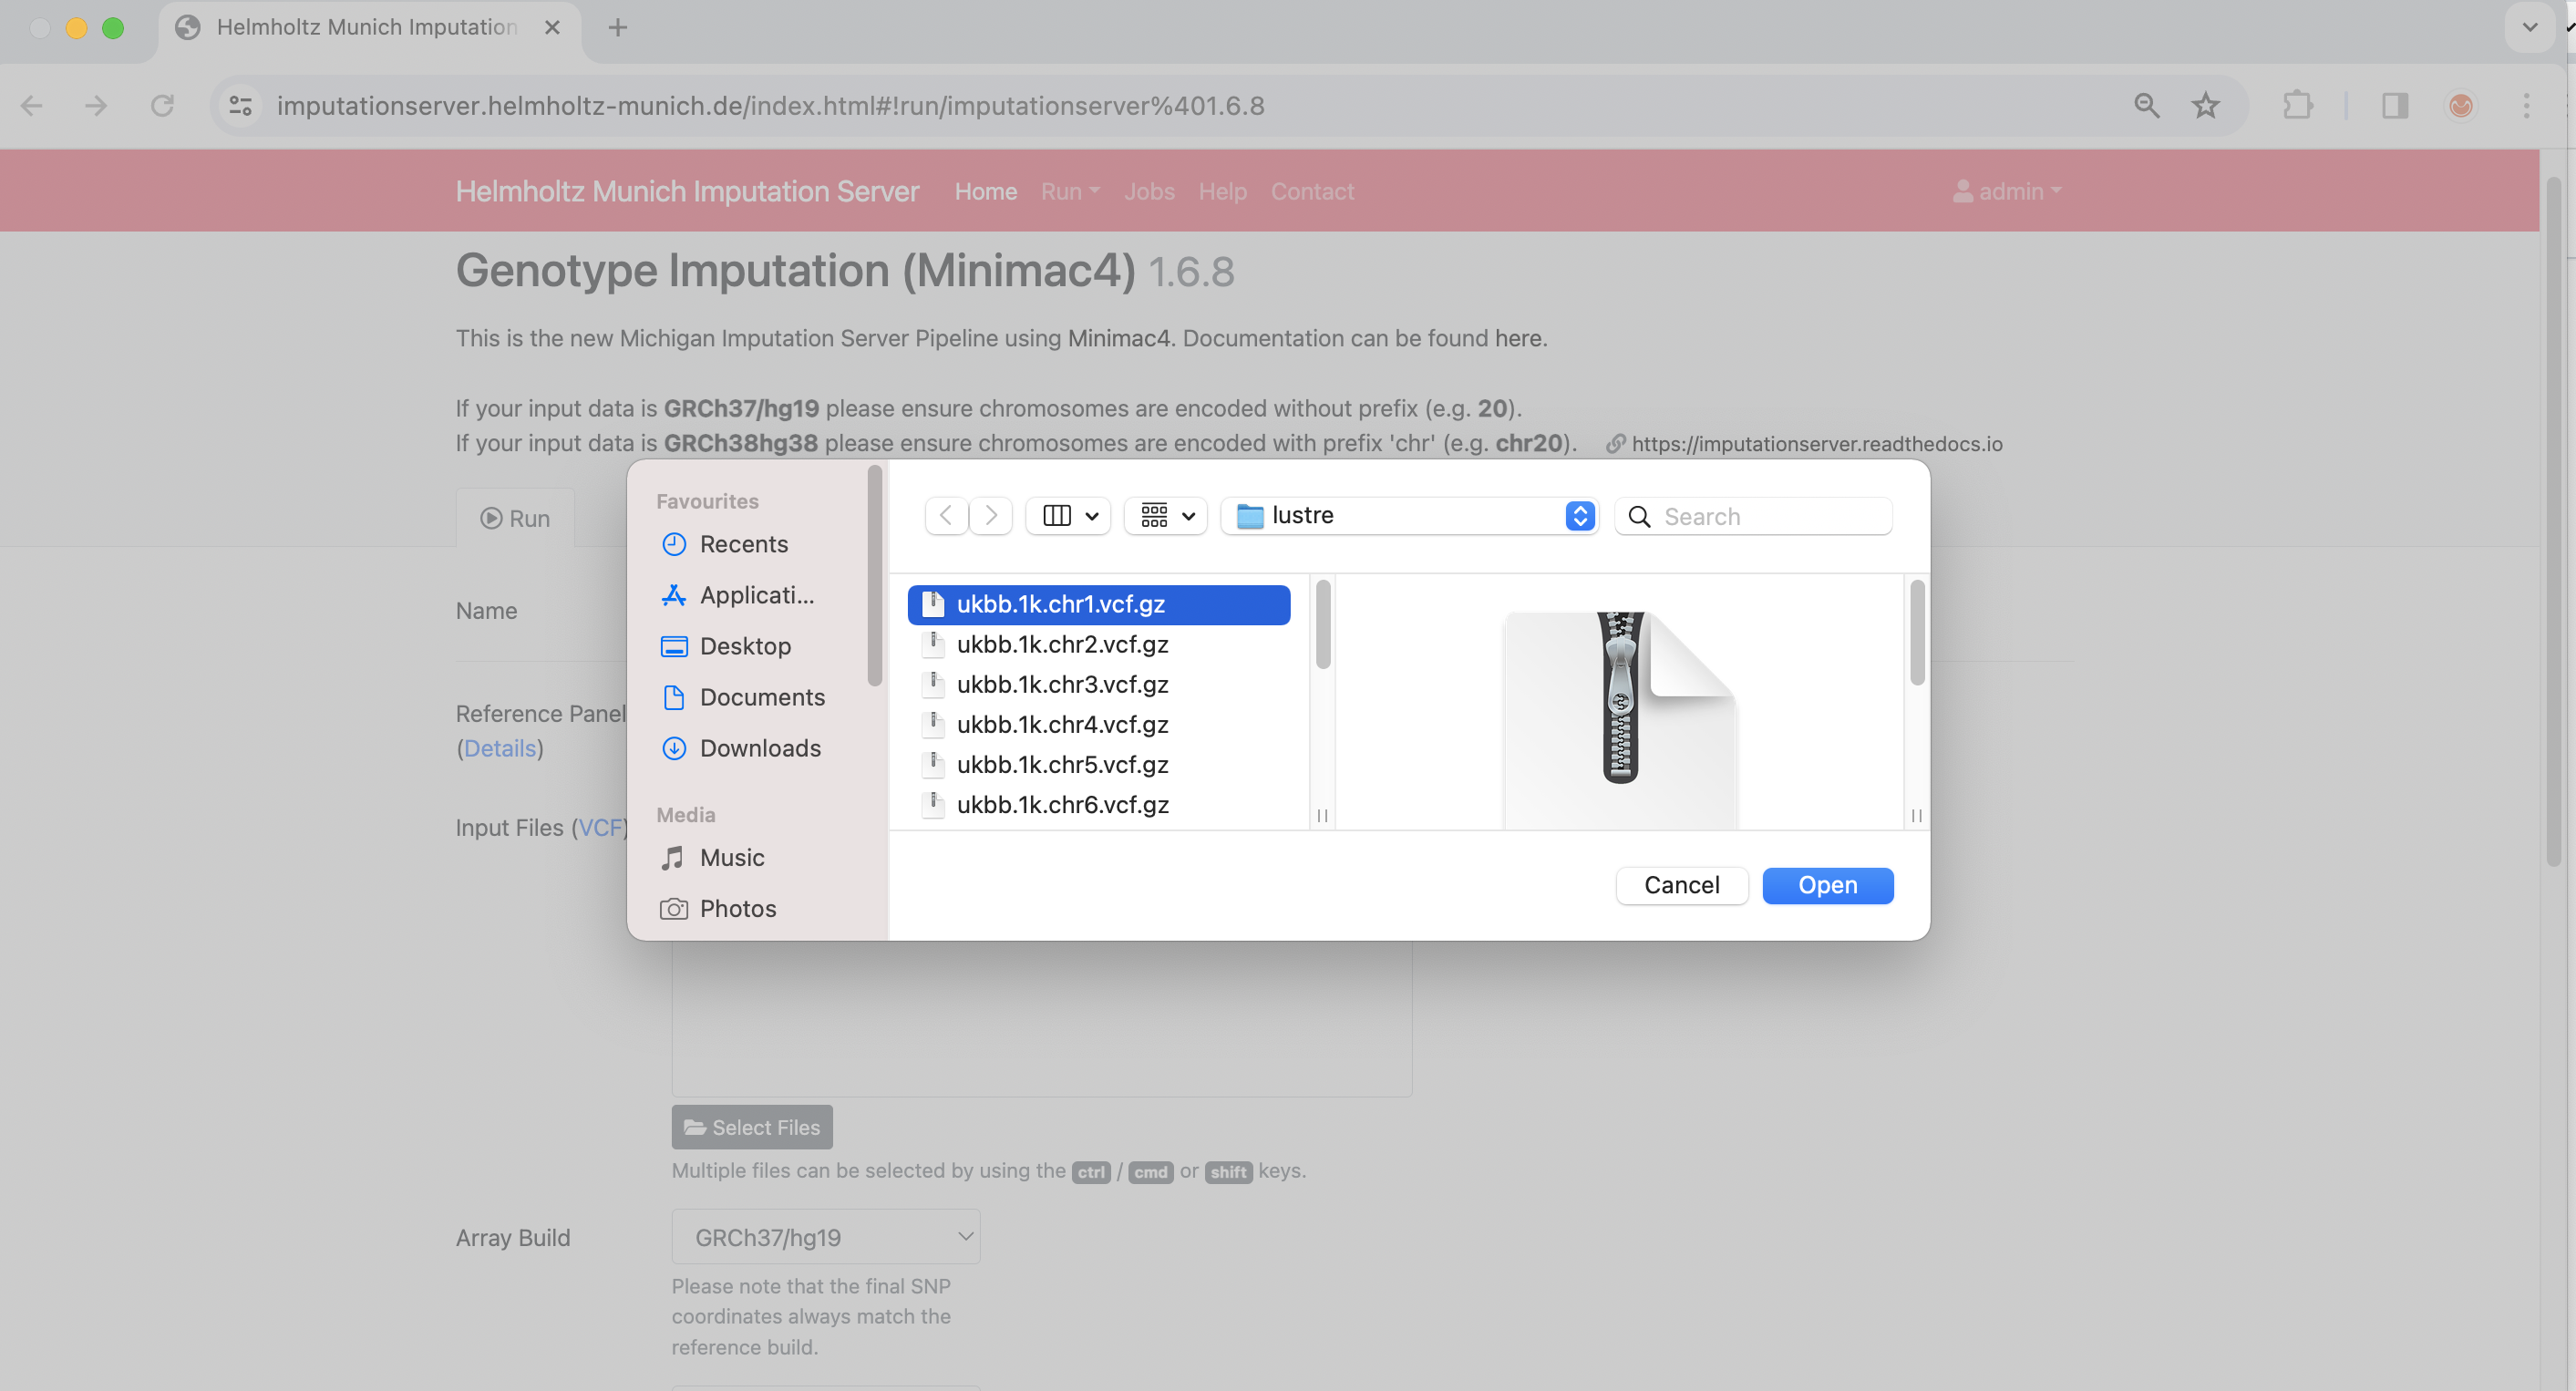 Helmholtz Munich Imputation
imputationserver.helmholtz-munich.de/index.html#!run/imputationserver%401.6.8
Helmholtz Munich Imputation Server Home Run Jobs Help Contact admin
Genotype Imputation (Minimac4) 1.6.8
This is the new Michigan Imputation Server Pipeline using Minimac4. Documentation can be found here.
If your input data is GRCh37/hg19 please ensure chromosomes are encoded without prefix (e.g. 20).
If your input data is GRCh38hg38 please ensure chromosomes are encoded with prefix 'chr' (e.g. chr20). https://imputationserver.readthedocs.io
Run
Name
Reference Panel
(Details)
Input Files (VCF)
Favourites
Recents
Applicati...
Desktop
Documents
Downloads
Media
Music
Photos
lustre
Search
ukbb.1k.chr1.vcf.gz
ukbb.1k.chr2.vcf.gz
ukbb.1k.chr3.vcf.gz
ukbb.1k.chr4.vcf.gz
ukbb.1k.chr5.vcf.gz
ukbb.1k.chr6.vcf.gz
Cancel Open
Select Files
Multiple files can be selected by using the ctrl / cmd or shift keys.
Array Build
GRCh37/hg19
Please note that the final SNP
coordinates always match the
reference build.